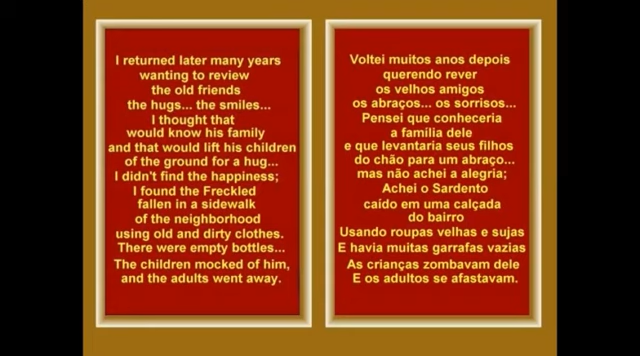 I returned later many years
wanting to review
the old friends
the hugs... the smiles...
I thought that
would know his family
and that would lift his children
of the ground for a hug...
I didn't find the happiness;
I found the Freckled
fallen in a sidewalk
of the neighborhood
using old and dirty clothes.
There were empty bottles...
The children mocked of him,
and the adults went away.
Voltei muitos anos depois
querendo rever
os velhos amigos
os abraços... os sorrisos...
Pensei que conheceria
a família dele
e que levantaria seus filhos
do chão para um abraço...
mas não achei a alegria;
Achei o Sardento
caído em uma calçada
do bairro
Usando roupas velhas e sujas
E havia muitas garrafas vazias
As crianças zombavam dele
E os adultos se afastavam.